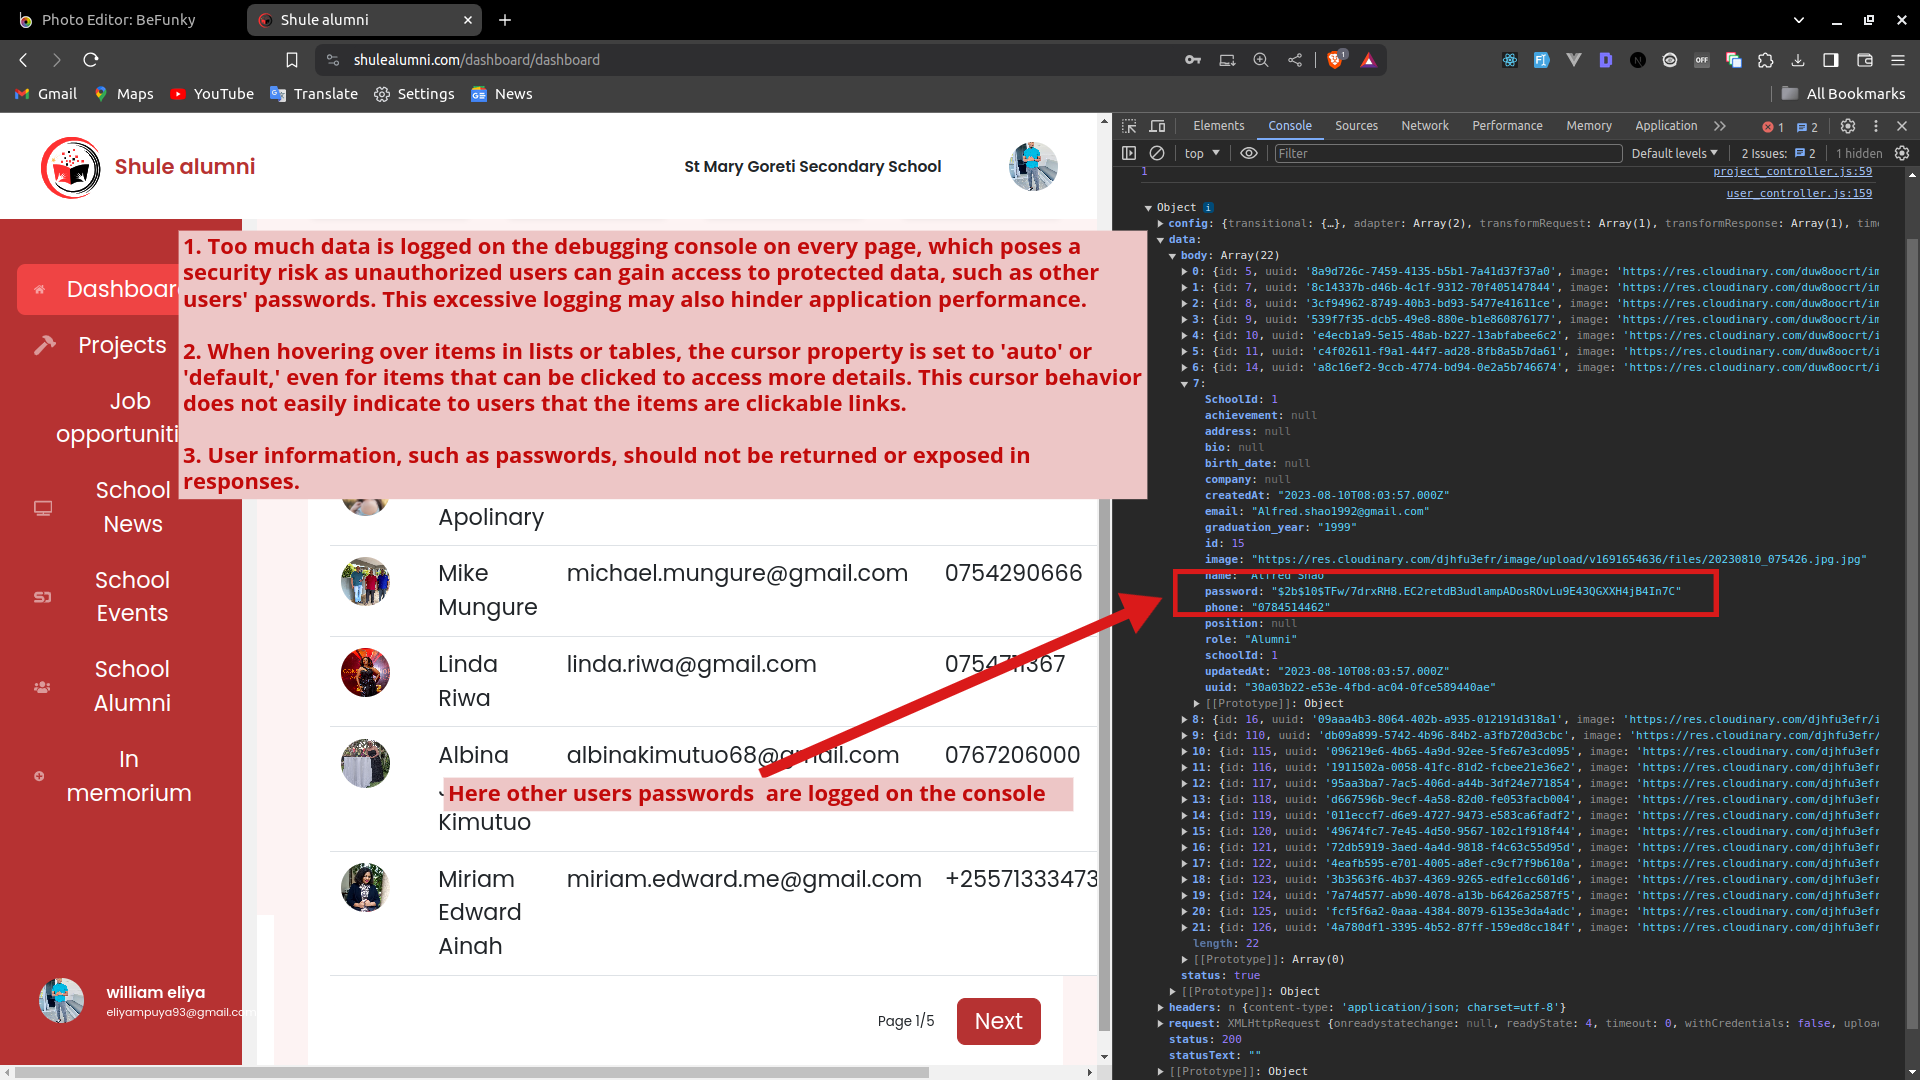 Photo Editor: BeFunky
Shule alumni
shulealumni.com/dashboard/dashboard
Gmail
Maps
YouTube
Translate
Settings
News
All Bookmarks
Shule alumni
St Mary Goreti Secondary School
Dashboar
Projects
Job
opportuniti
School
News
School
Events
School
Alumni
In
memorium
william eliya
eliyampuya93@gmail.com
1. Too much data is logged on the debugging console on every page, which poses a
security risk as unauthorized users can gain access to protected data, such as other
users' passwords. This excessive logging may also hinder application performance.
2. When hovering over items in lists or tables, the cursor property is set to 'auto' or
'default,' even for items that can be clicked to access more details. This cursor behavior
does not easily indicate to users that the items are clickable links.
3. User information, such as passwords, should not be returned or exposed in
responses.
Apolinary
Mike
Mungure
michael.mungure@gmail.com
0754290666
Linda
Riwa
linda.riwa@gmail.com
0754711367
Albina
Kimutuo
albinakimutuo68@gmail.com
0767206000
Here other users passwords are logged on the console
Miriam
Edward
Ainah
miriam.edward.me@gmail.com
+25571333473
Page 1/5
Next
Elements
Console
Sources
Network
Performance
Memory
Application
1
2
top
Filter
Default levels
2 Issues: 2
1 hidden
1
project_controller.js:59
user_controller.js:159
Object
config: {transitional: {…}, adapter: Array(2), transformRequest: Array(1), transformResponse: Array(1), time
data:
body: Array(22)
0: {id: 5, uuid: '8a9d726c-7459-4135-b5b1-7a41d37f37a0', image: 'https://res.cloudinary.com/duw8oocrt/im
1: {id: 7, uuid: '8c14337b-d46b-4c1f-9312-70f405147844', image: 'https://res.cloudinary.com/duw8oocrt/im
2: {id: 8, uuid: '3cf94962-8749-40b3-bd93-5477e41611ce', image: 'https://res.cloudinary.com/duw8oocrt/im
3: {id: 9, uuid: '539f7f35-dcb5-49e8-880e-b1e860876177', image: 'https://res.cloudinary.com/duw8oocrt/im
4: {id: 10, uuid: 'e4ecb1a9-5e15-48ab-b227-13abfabee6c2', image: 'https://res.cloudinary.com/duw8oocrt/i
5: {id: 11, uuid: 'c4f02611-f9a1-44f7-ad28-8fb8a5b7da61', image: 'https://res.cloudinary.com/duw8oocrt/i
6: {id: 14, uuid: 'a8c16ef2-9ccb-4774-bd94-0e2a5b746674', image: 'https://res.cloudinary.com/duw8oocrt/i
7:
SchoolId: 1
achievement: null
address: null
bio: null
birth_date: null
company: null
createdAt: "2023-08-10T08:03:57.000Z"
email: "Alfred.shao1992@gmail.com"
graduation_year: "1999"
id: 15
image: "https://res.cloudinary.com/djhfu3efr/image/upload/v1691654636/files/20230810_075426.jpg.jpg"
name: "Alfred Shao"
password: "$2b$10$TFw/7drxRH8.EC2retdB3udlampADosROvLu9E43QGXXH4jB4In7C"
phone: "0784514462"
position: null
role: "Alumni"
schoolId: 1
updatedAt: "2023-08-10T08:03:57.000Z"
uuid: "30a03b22-e53e-4fbd-ac04-0fce589440ae"
[[Prototype]]: Object
8: {id: 16, uuid: '09aaa4b3-8064-402b-a935-012191d318a1', image: 'https://res.cloudinary.com/djhfu3efr/i
9: {id: 110, uuid: 'db09a899-5742-4b96-84b2-a3fb720d3cbc', image: 'https://res.cloudinary.com/djhfu3efr/
10: {id: 115, uuid: '096219e6-4b65-4a9d-92ee-5fe67e3cd095', image: 'https://res.cloudinary.com/djhfu3efr
11: {id: 116, uuid: '1911502a-0058-41fc-81d2-fcbee21e36e2', image: 'https://res.cloudinary.com/djhfu3efr
12: {id: 117, uuid: '95aa3ba7-7ac5-406d-a44b-3df24e771854', image: 'https://res.cloudinary.com/djhfu3efr
13: {id: 118, uuid: 'd667596b-9ecf-4a58-82d0-fe053facb004', image: 'https://res.cloudinary.com/djhfu3efr
14: {id: 119, uuid: '011eccf7-d6e9-4727-9473-e583ca6fadf2', image: 'https://res.cloudinary.com/djhfu3efr
15: {id: 120, uuid: '49674fc7-7e45-4d50-9567-102c1f918f44', image: 'https://res.cloudinary.com/djhfu3efr
16: {id: 121, uuid: '72db5919-3aed-4a4d-9818-f4c63c55d95d', image: 'https://res.cloudinary.com/djhfu3efr
17: {id: 122, uuid: '4eafb595-e701-4005-a8ef-c9cf7f9b610a', image: 'https://res.cloudinary.com/djhfu3efr
18: {id: 123, uuid: '3b3563f6-4b37-4369-9265-edfe1cc601d6', image: 'https://res.cloudinary.com/djhfu3efr
19: {id: 124, uuid: '7a74d577-ab90-4078-a13b-b6426a2587f5', image: 'https://res.cloudinary.com/djhfu3efr
20: {id: 125, uuid: 'fcf5f6a2-0aaa-4384-8079-6135e3da4adc', image: 'https://res.cloudinary.com/djhfu3efr
21: {id: 126, uuid: '4a780df1-3395-4b52-87ff-159ed8cc184f', image: 'https://res.cloudinary.com/djhfu3efr
length: 22
[[Prototype]]: Array(0)
status: true
[[Prototype]]: Object
headers: n {content-type: 'application/json; charset=utf-8'}
request: XMLHttpRequest {onreadystatechange: null, readyState: 4, timeout: 0, withCredentials: false, uploa
status: 200
statusText: ""
[[Prototype]]: Object